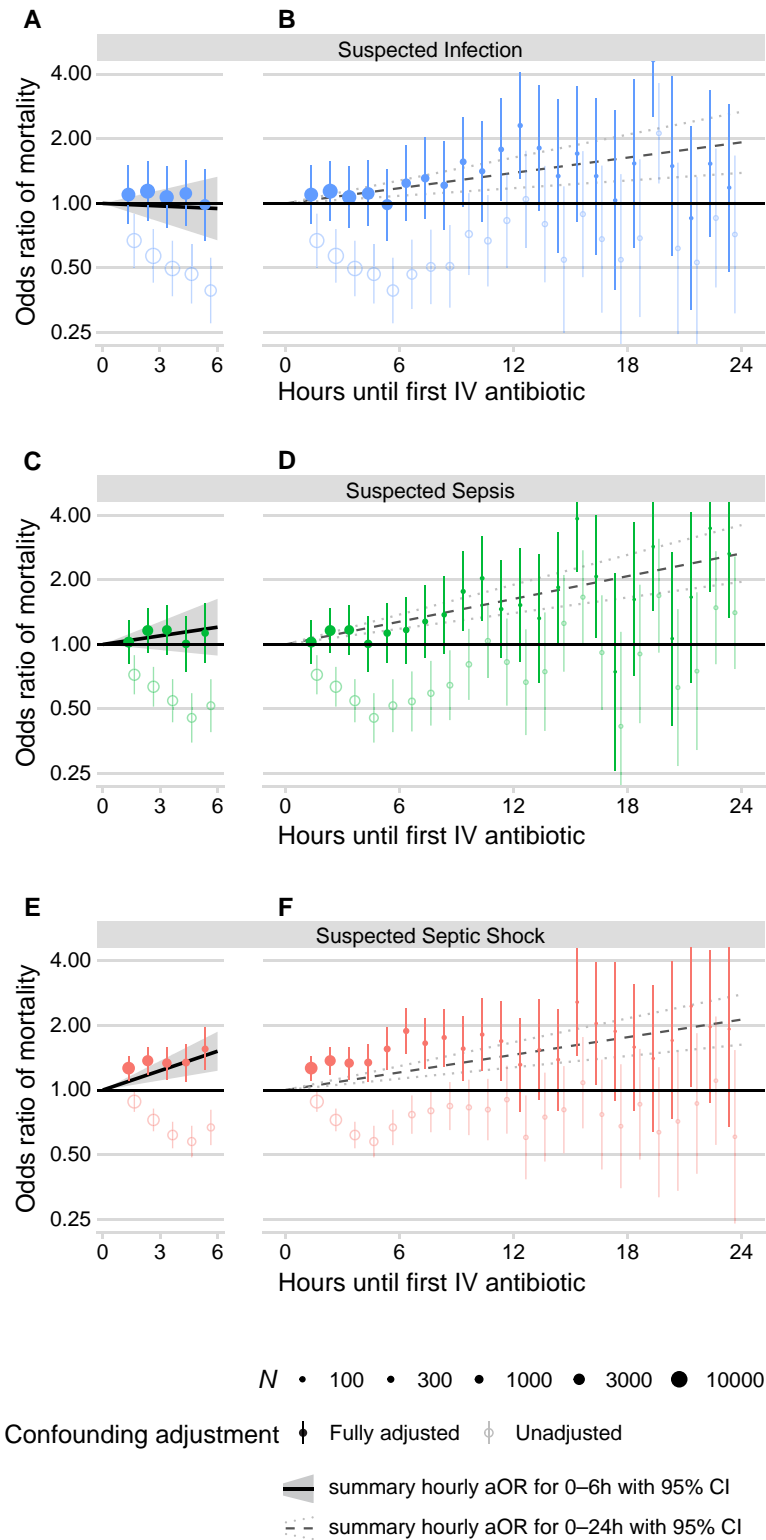 A B
Suspected Infection
Odds ratio of mortality
4.00
2.00
1.00
0.50
0.25
0 3 6 0 6 12 18 24
Hours until first IV antibiotic
C D
Suspected Sepsis
Odds ratio of mortality
4.00
2.00
1.00
0.50
0.25
0 3 6 0 6 12 18 24
Hours until first IV antibiotic
E F
Suspected Septic Shock
Odds ratio of mortality
4.00
2.00
1.00
0.50
0.25
0 3 6 0 6 12 18 24
Hours until first IV antibiotic
N 100 300 1000 3000 10000
Confounding adjustment Fully adjusted Unadjusted
summary hourly aOR for 0–6h with 95% CI
summary hourly aOR for 0–24h with 95% CI